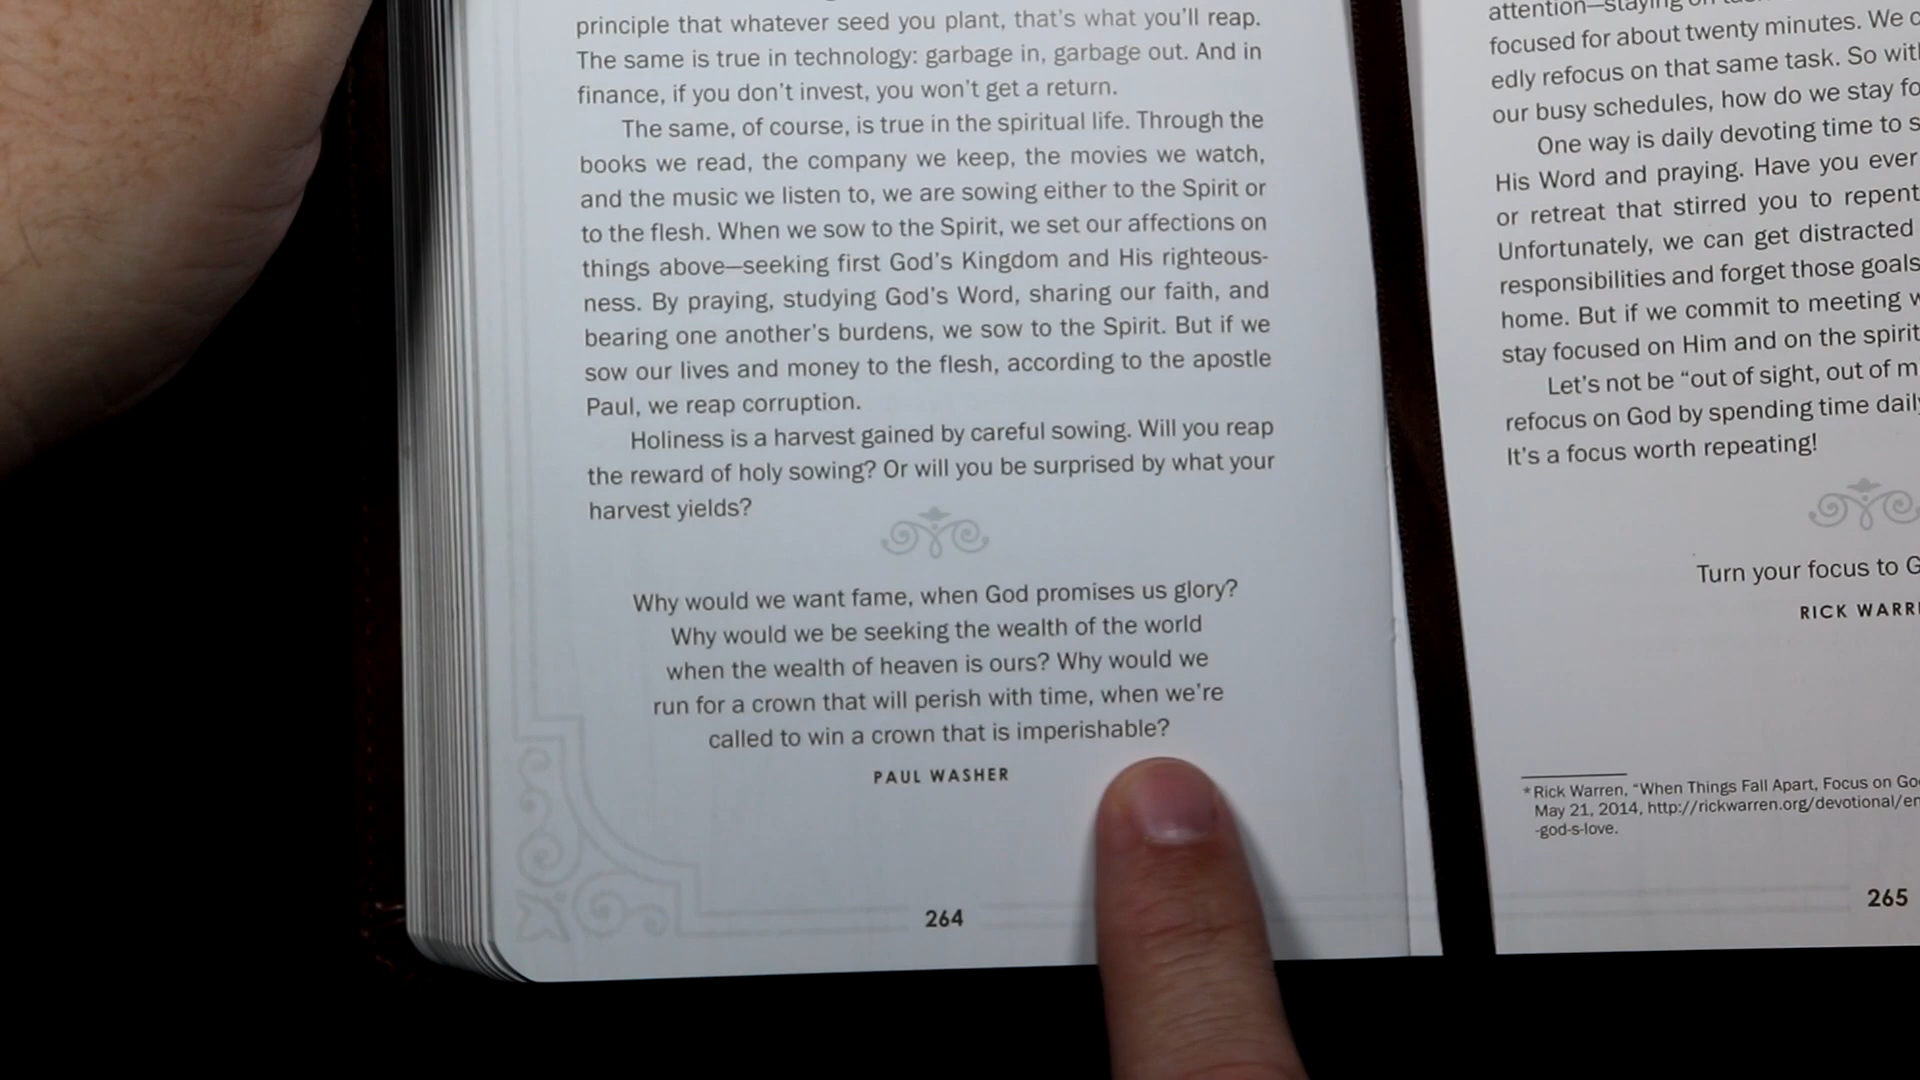 principle that whatever seed you plant, that's what you'll reap.
The same is true in technology: garbage in, garbage out. And in
finance, if you don't invest, you won't get a return.
The same, of course, is true in the spiritual life. Through the
books we read, the company we keep, the movies we watch,
and the music we listen to, we are sowing either to the Spirit or
to the flesh. When we sow to the Spirit, we set our affections on
things above—seeking first God's Kingdom and His righteous-
ness. By praying, studying God's Word, sharing our faith, and
bearing one another's burdens, we sow to the Spirit. But if we
sow our lives and money to the flesh, according to the apostle
Paul, we reap corruption.
Holiness is a harvest gained by careful sowing. Will you reap
the reward of holy sowing? Or will you be surprised by what your
harvest yields?
Why would we want fame, when God promises us glory?
Why would we be seeking the wealth of the world
when the wealth of heaven is ours? Why would we
run for a crown that will perish with time, when we're
called to win a crown that is imperishable?
PAUL WASHER
264
attention—staying on
focused for about twenty minutes. We
edly refocus on that same task. So
our busy schedules, how do we stay
One way is daily devoting time to
His Word and praying. Have you ever
or retreat that stirred you to repent
Unfortunately, we can get distracted
responsibilities and forget those goals
home. But if we commit to meeting
stay focused on Him and on the
Let's not be “out of sight, out of
refocus on God by spending time
It's a focus worth repeating!
Turn your focus to
RICK
* Rick Warren, “When Things Fall Apart, Focus on
May 21, 2014, http://rickwarren.org/devotional/
-god-s-love.
265